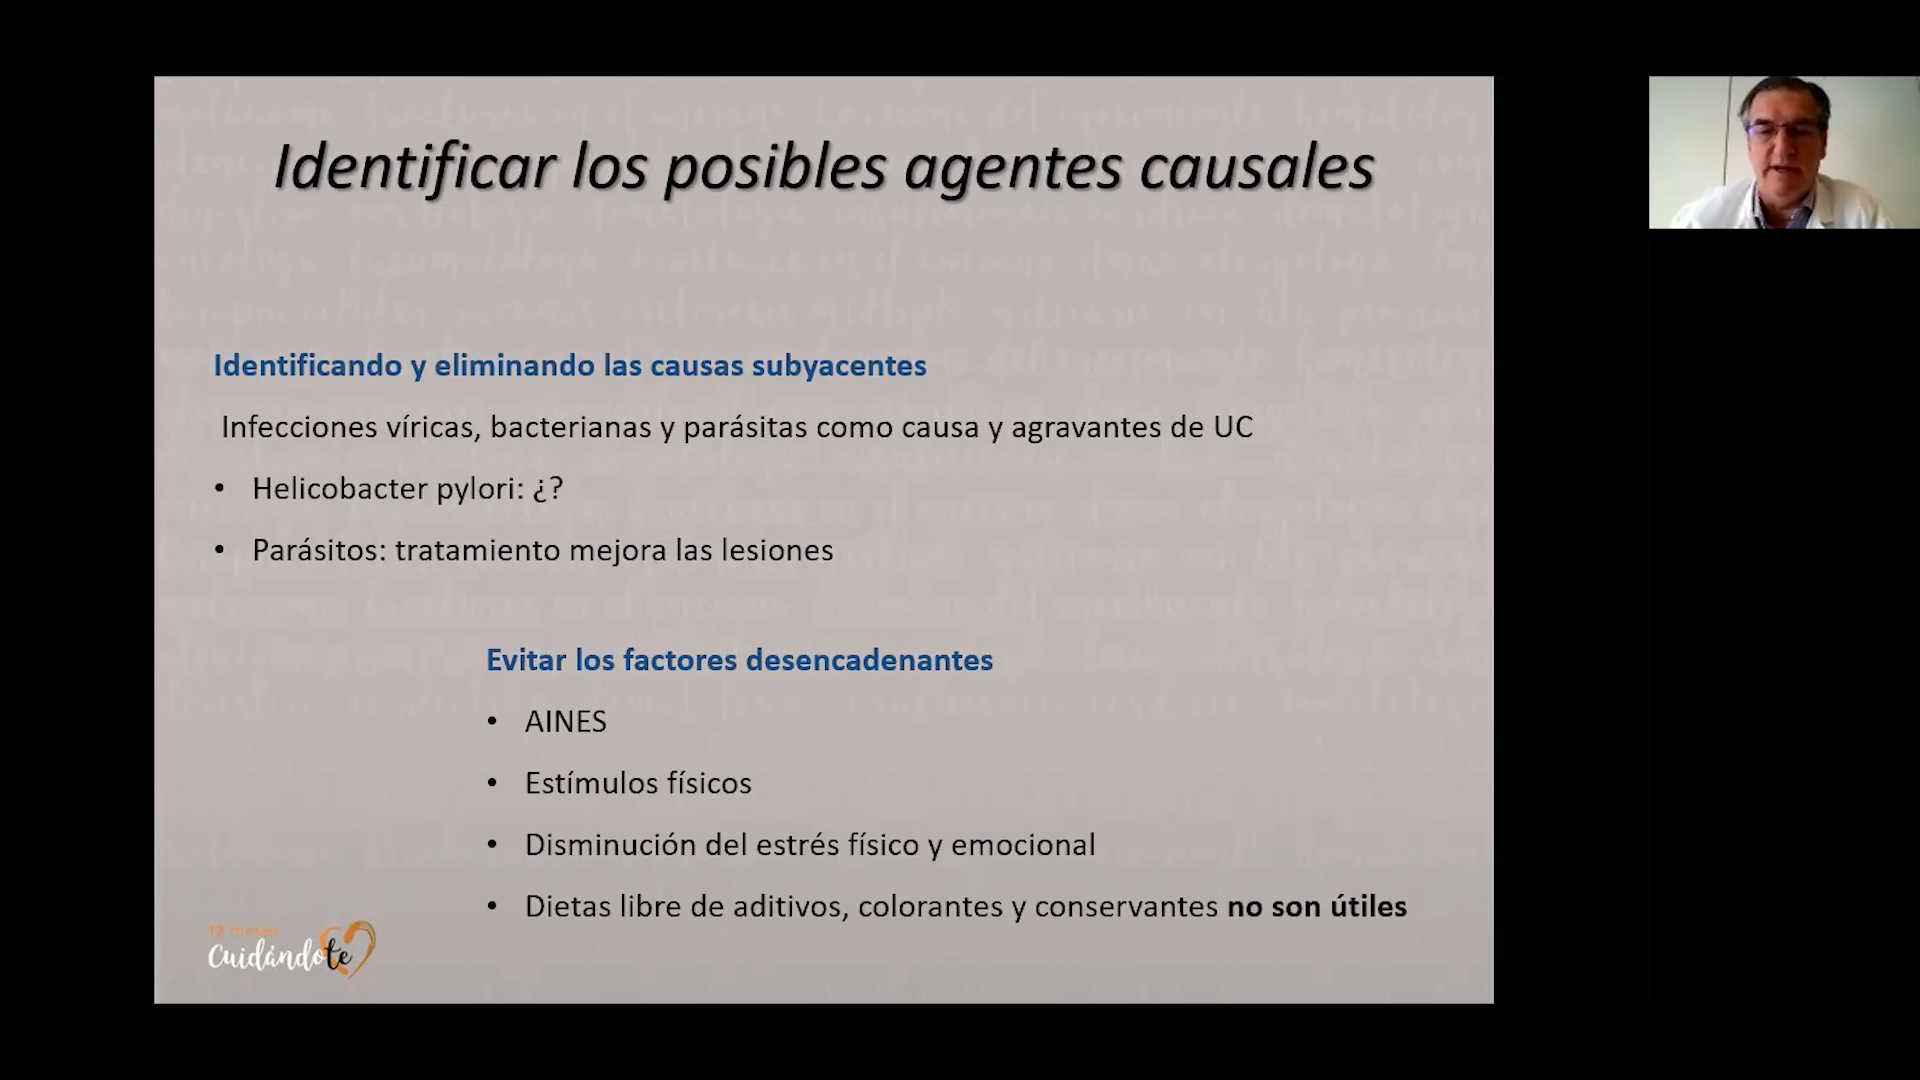 Identificar los posibles agentes causales
Identificando y eliminando las causas subyacentes
Infecciones víricas, bacterianas y parásitas como causa y agravantes de UC
• Helicobacter pylori: ¿?
• Parásitos: tratamiento mejora las lesiones
Evitar los factores desencadenantes
• AINES
• Estímulos físicos
• Disminución del estrés físico y emocional
• Dietas libre de aditivos, colorantes y conservantes no son útiles
meses
Cuidándote